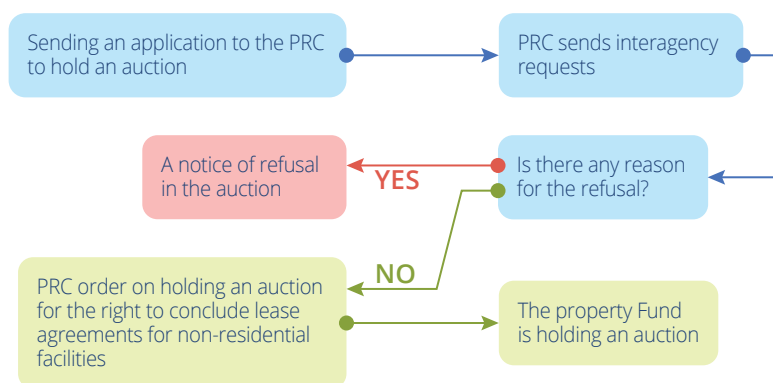 Sending an application to the PRC
to hold an auction
PRC sends interagency
requests
A notice of refusal
in the auction
YES
Is there any reason
for the refusal?
NO
PRC order on holding an auction
for the right to conclude lease
agreements for non-residential
facilities
The property Fund
is holding an auction